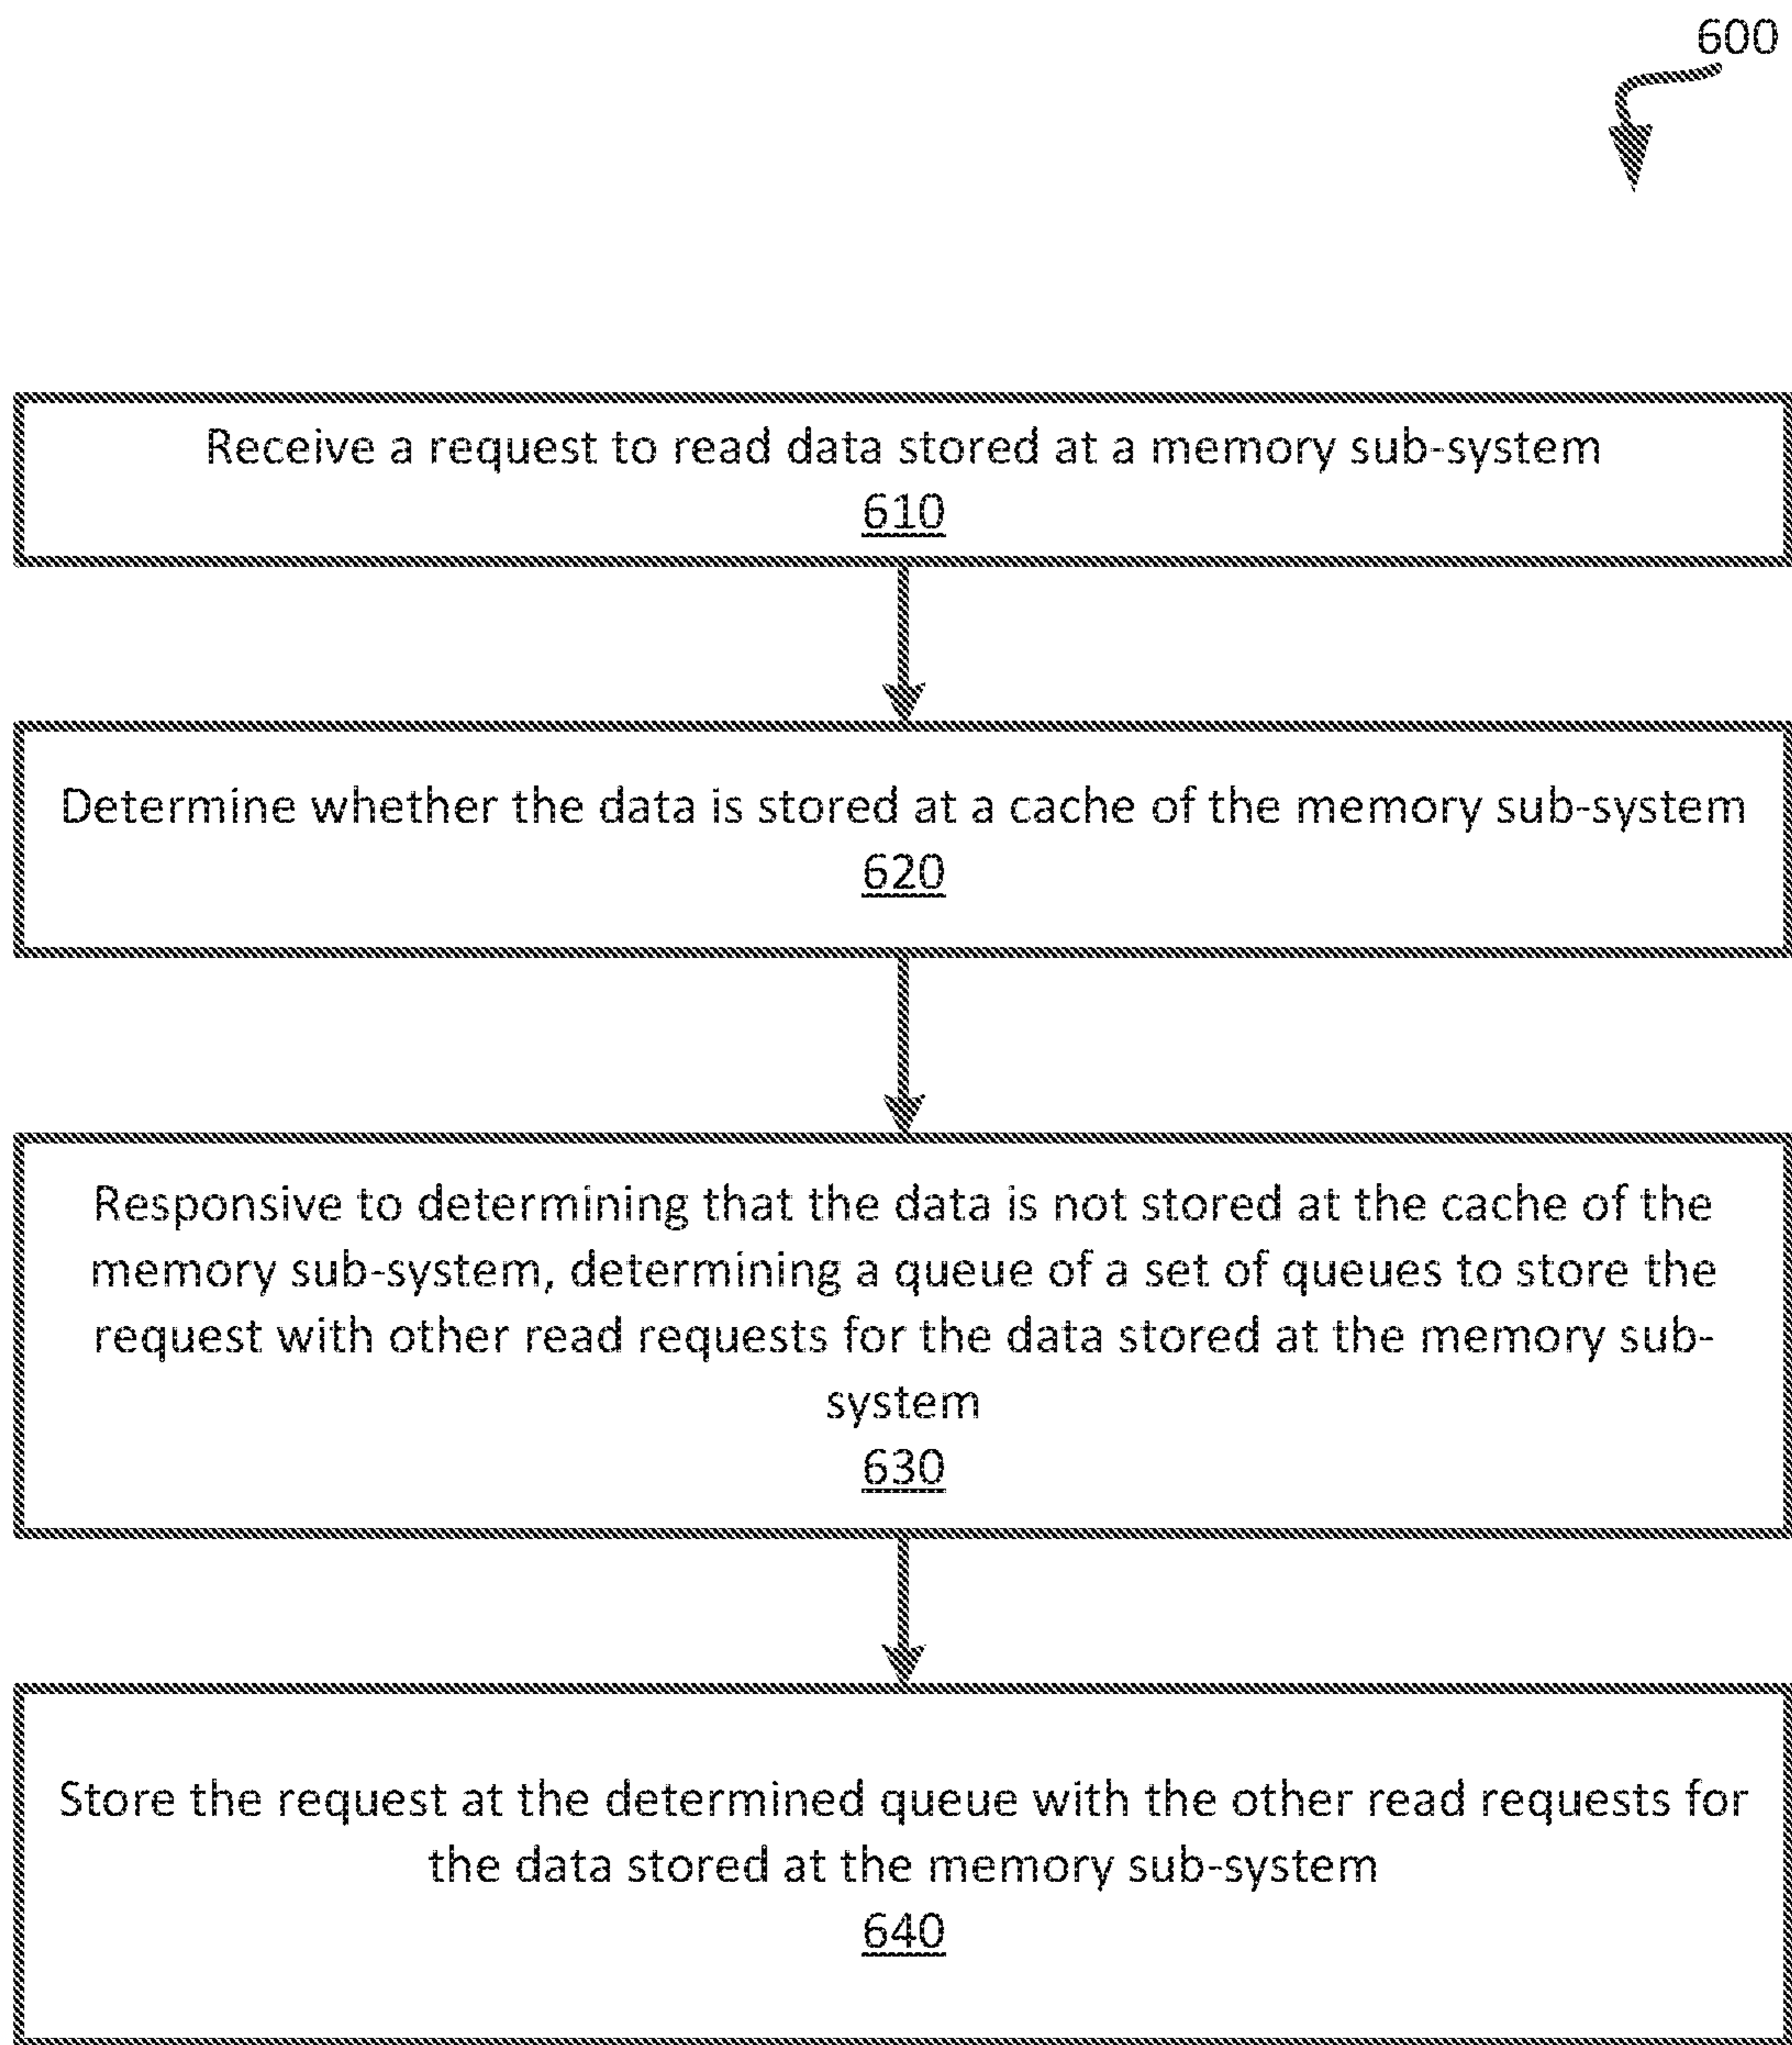 600
Receive a request to read data stored at a memory sub-system
610
Determine whether the data is stored at a cache of the memory sub-system
620
Responsive to determining that the data is not stored at the cache of the
memory sub-system, determining a queue of a set of queues to store the
request with other read requests for the data stored at the memory sub-
system
630
Store the request at the determined queue with the other read requests for
the data stored at the memory sub-system
640